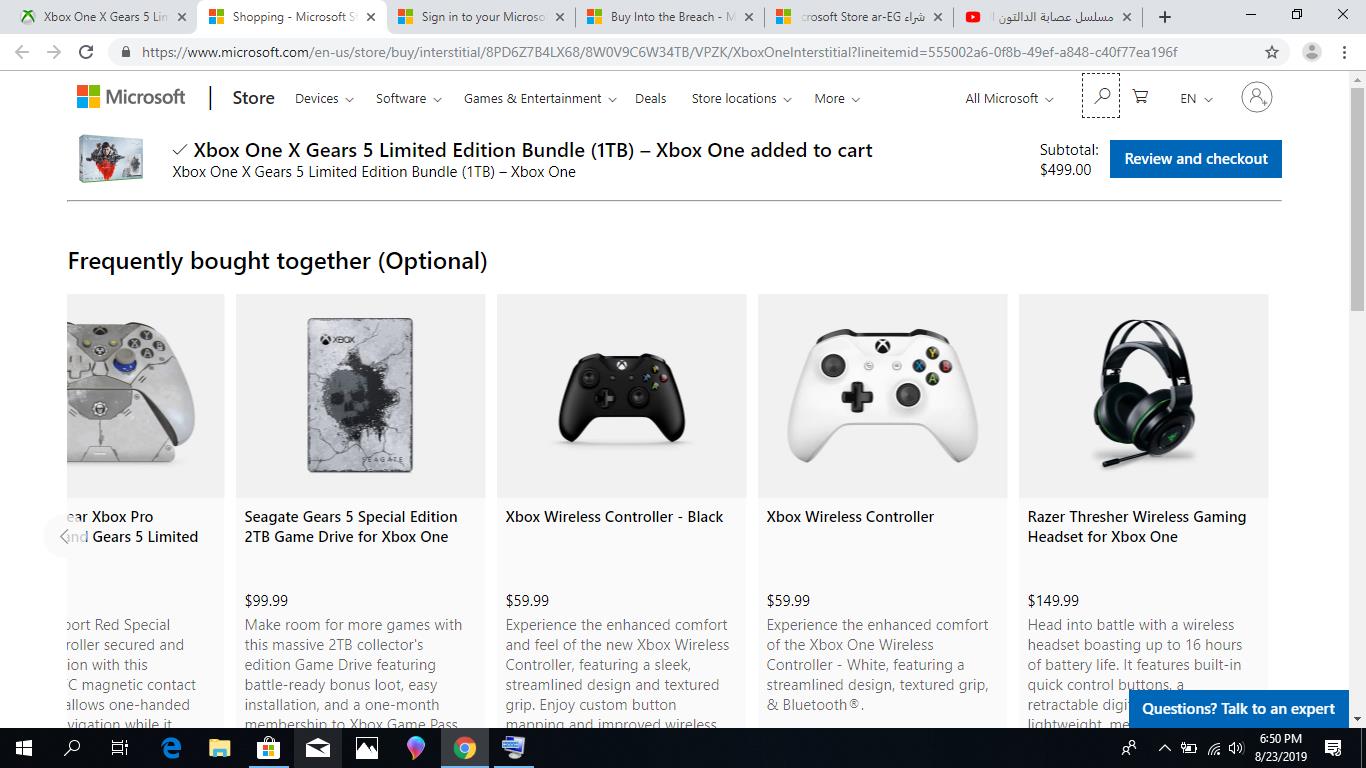 Xbox One X Gears 5 Lim
Shopping - Microsoft St
Sign in to your Microsof
Buy Into the Breach - M
شراء crosoft Store ar-EG
مسلسل عصابة الدالتون ا
https://www.microsoft.com/en-us/store/buy/interstitial/8PD6Z7B4LX68/8W0V9C6W34TB/VPZK/XboxOneInterstitial?lineitemid=555002a6-0f8b-49ef-a848-c40f77ea196f
Microsoft
Store
Devices
Software
Games & Entertainment
Deals
Store locations
More
All Microsoft
EN
Xbox One X Gears 5 Limited Edition Bundle (1TB) – Xbox One added to cart
Xbox One X Gears 5 Limited Edition Bundle (1TB) – Xbox One
Subtotal:
$499.00
Review and checkout
Frequently bought together (Optional)
ear Xbox Pro
and Gears 5 Limited
port Red Special
roller secured and
ion with this
C magnetic contact
allows one-handed
vigation while it
XBOX
SEAGATE
Seagate Gears 5 Special Edition
2TB Game Drive for Xbox One
$99.99
Make room for more games with
this massive 2TB collector's
edition Game Drive featuring
battle-ready bonus loot, easy
installation, and a one-month
membership to Xbox Game Pass
Xbox Wireless Controller - Black
$59.99
Experience the enhanced comfort
and feel of the new Xbox Wireless
Controller, featuring a sleek,
streamlined design and textured
grip. Enjoy custom button
mapping and improved wireless
Y
X
B
A
Xbox Wireless Controller
$59.99
Experience the enhanced comfort
of the Xbox One Wireless
Controller - White, featuring a
streamlined design, textured grip,
& Bluetooth®.
Razer Thresher Wireless Gaming
Headset for Xbox One
$149.99
Head into battle with a wireless
headset boasting up to 16 hours
of battery life. It features built-in
quick control buttons, a
retractable digi
lightweight, me
Questions? Talk to an expert
6:50 PM
8/23/2019